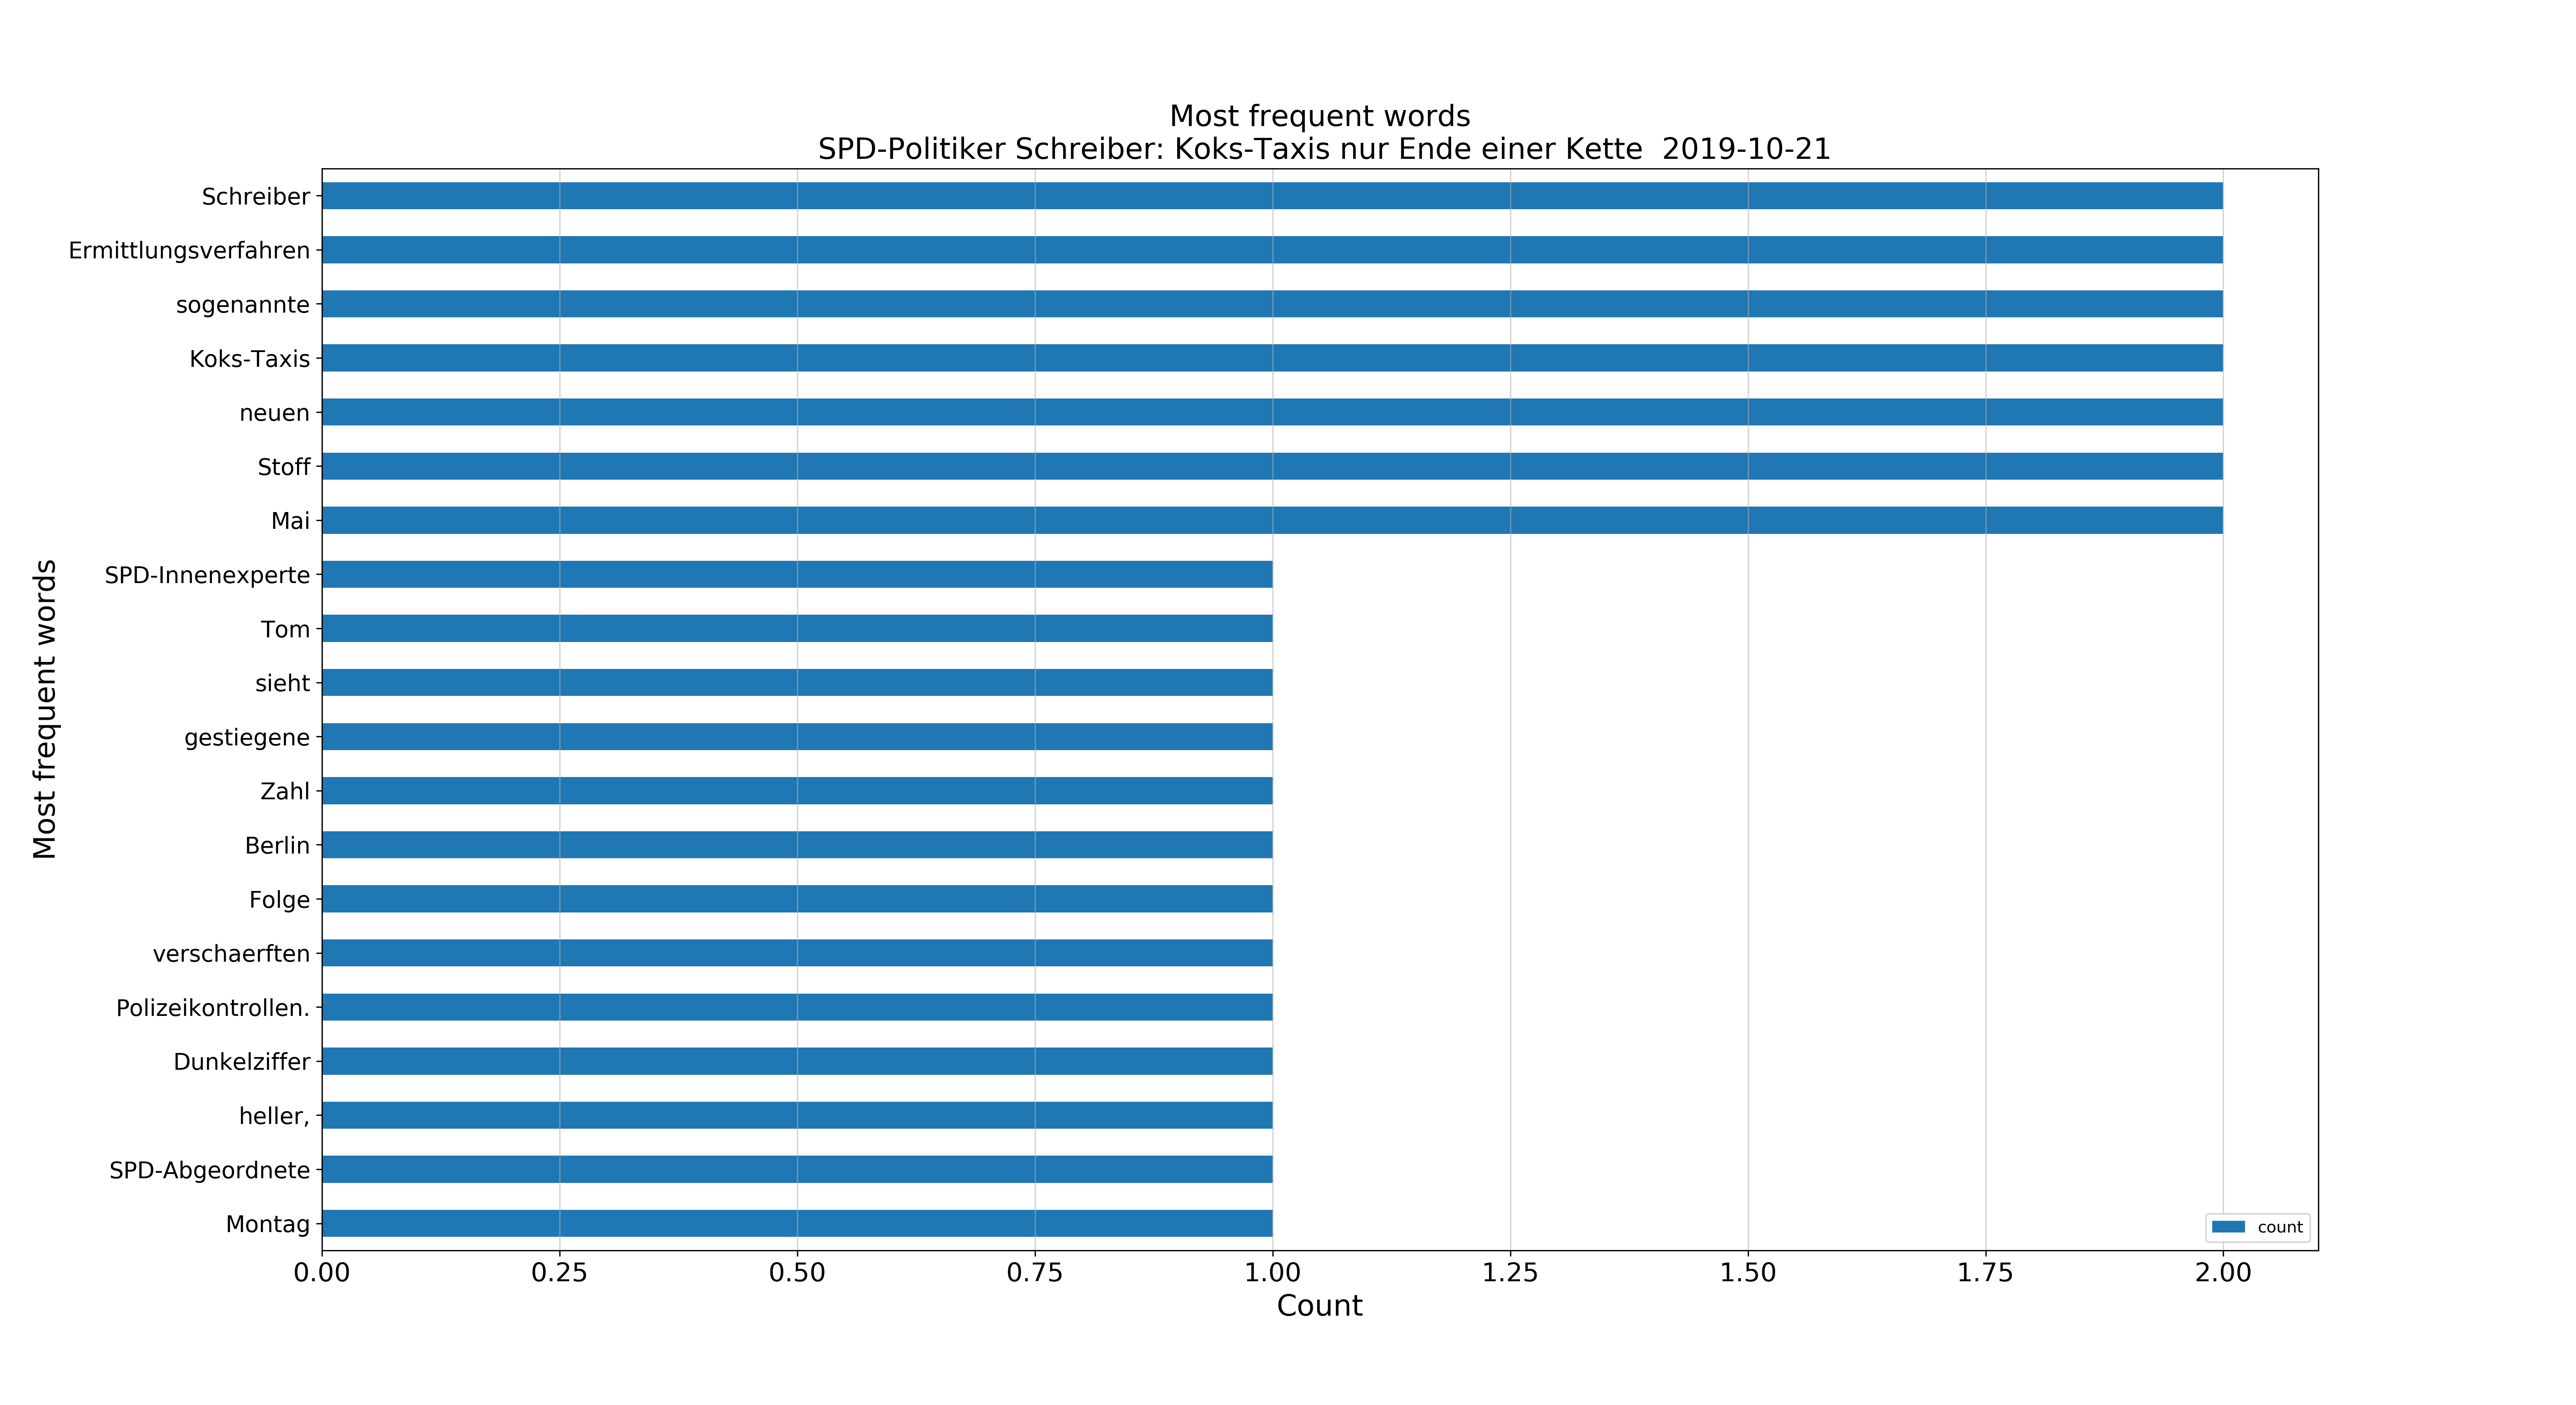 Most frequent words
SPD-Politiker Schreiber: Koks-Taxis nur Ende einer Kette  2019-10-21
Most frequent words
Schreiber
Ermittlungsverfahren
sogenannte
Koks-Taxis
neuen
Stoff
Mai
SPD-Innenexperte
Tom
sieht
gestiegene
Zahl
Berlin
Folge
verschaerften
Polizeikontrollen.
Dunkelziffer
heller,
SPD-Abgeordnete
Montag
count
0.00 0.25 0.50 0.75 1.00 1.25 1.50 1.75 2.00
Count